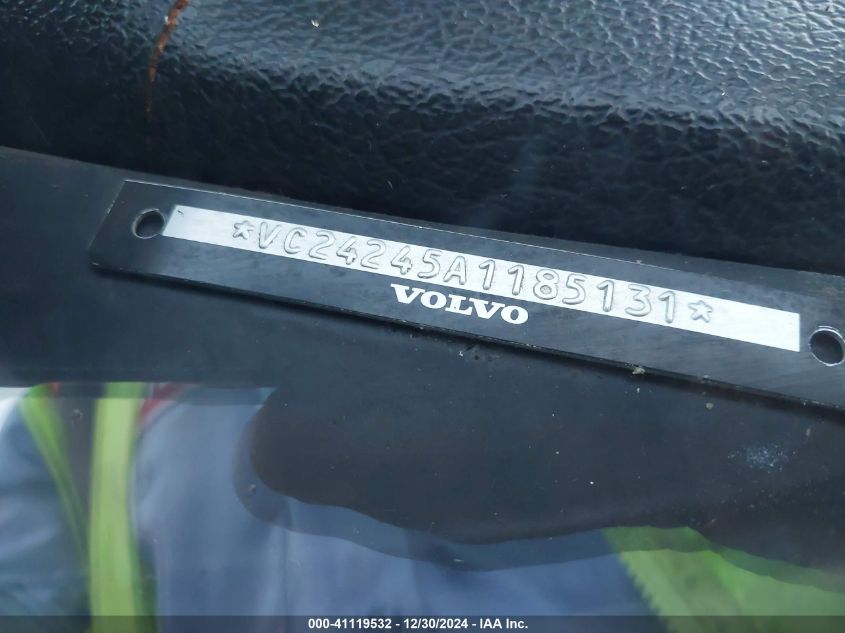 *VC24245A1185131*
VOLVO
000-41119532 - 12/30/2024 - IAA Inc.